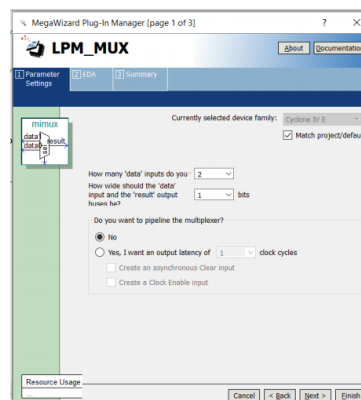 MegaWizard Plug-In Manager [page 1 of 3]
? ×
LPM_MUX
About
Documentatio
1 Parameter Settings
2 EDA
3 Summary
mimux
data1
data0
result
Currently selected device family:
Cyclone IV E
Match project/defau
How many 'data' inputs do you
2
How wide should the 'data'
input and the 'result' output
buses be?
1
bits
Do you want to pipeline the multiplexer?
No
Yes, I want an output latency of 1 clock cycles
Create an asynchronous Clear input
Create a Clock Enable input
Resource Usage
...
Cancel
< Back
Next >
Finish